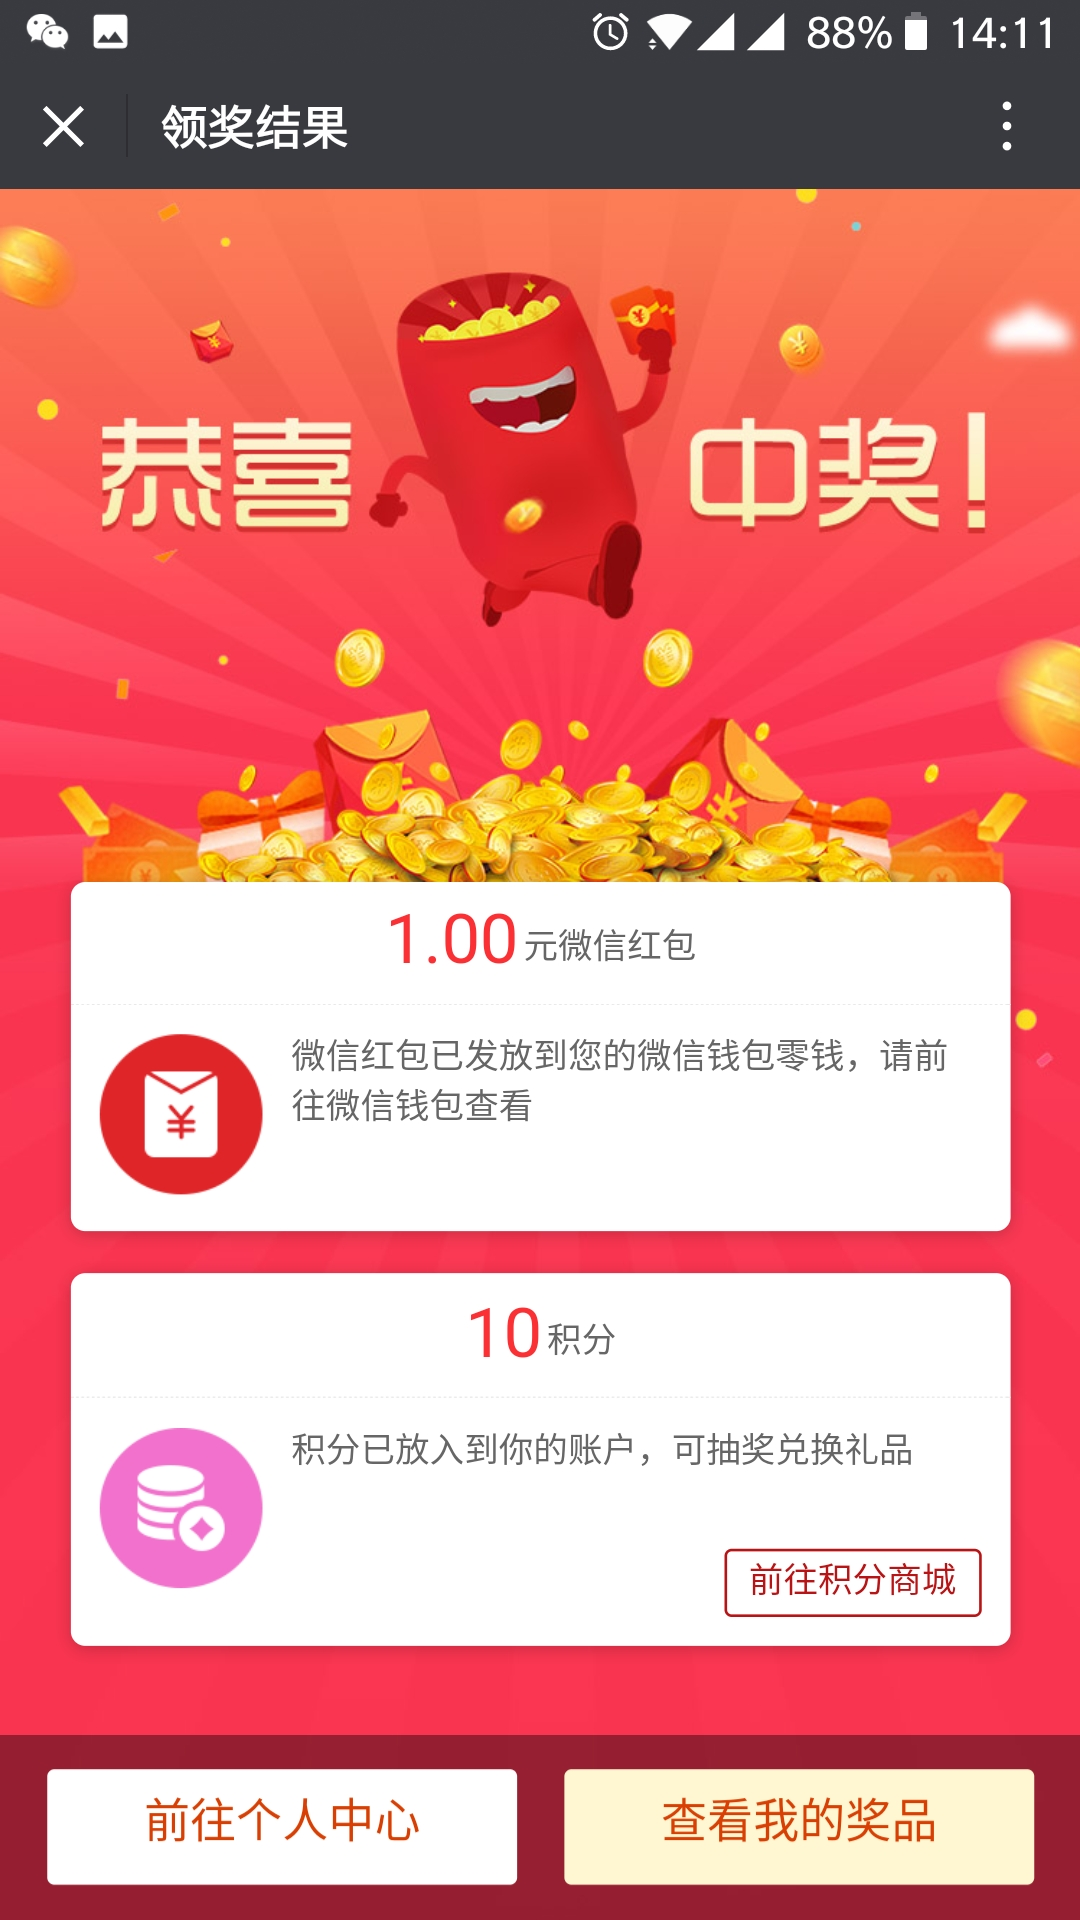 88% 14:11
领奖结果
恭喜 中奖!
1.00元微信红包
微信红包已发放到您的微信钱包零钱，请前
往微信钱包查看
10积分
积分已放入到你的账户，可抽奖兑换礼品
前往积分商城
前往个人中心 查看我的奖品